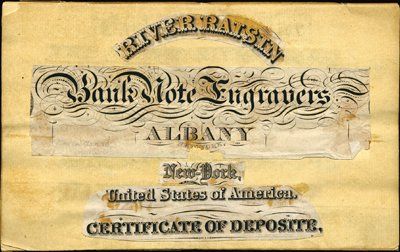 RIVER RAISIN
Bank Note Engravers
ALBANY
New-York,
United States of America.
CERTIFICATE OF DEPOSITE,